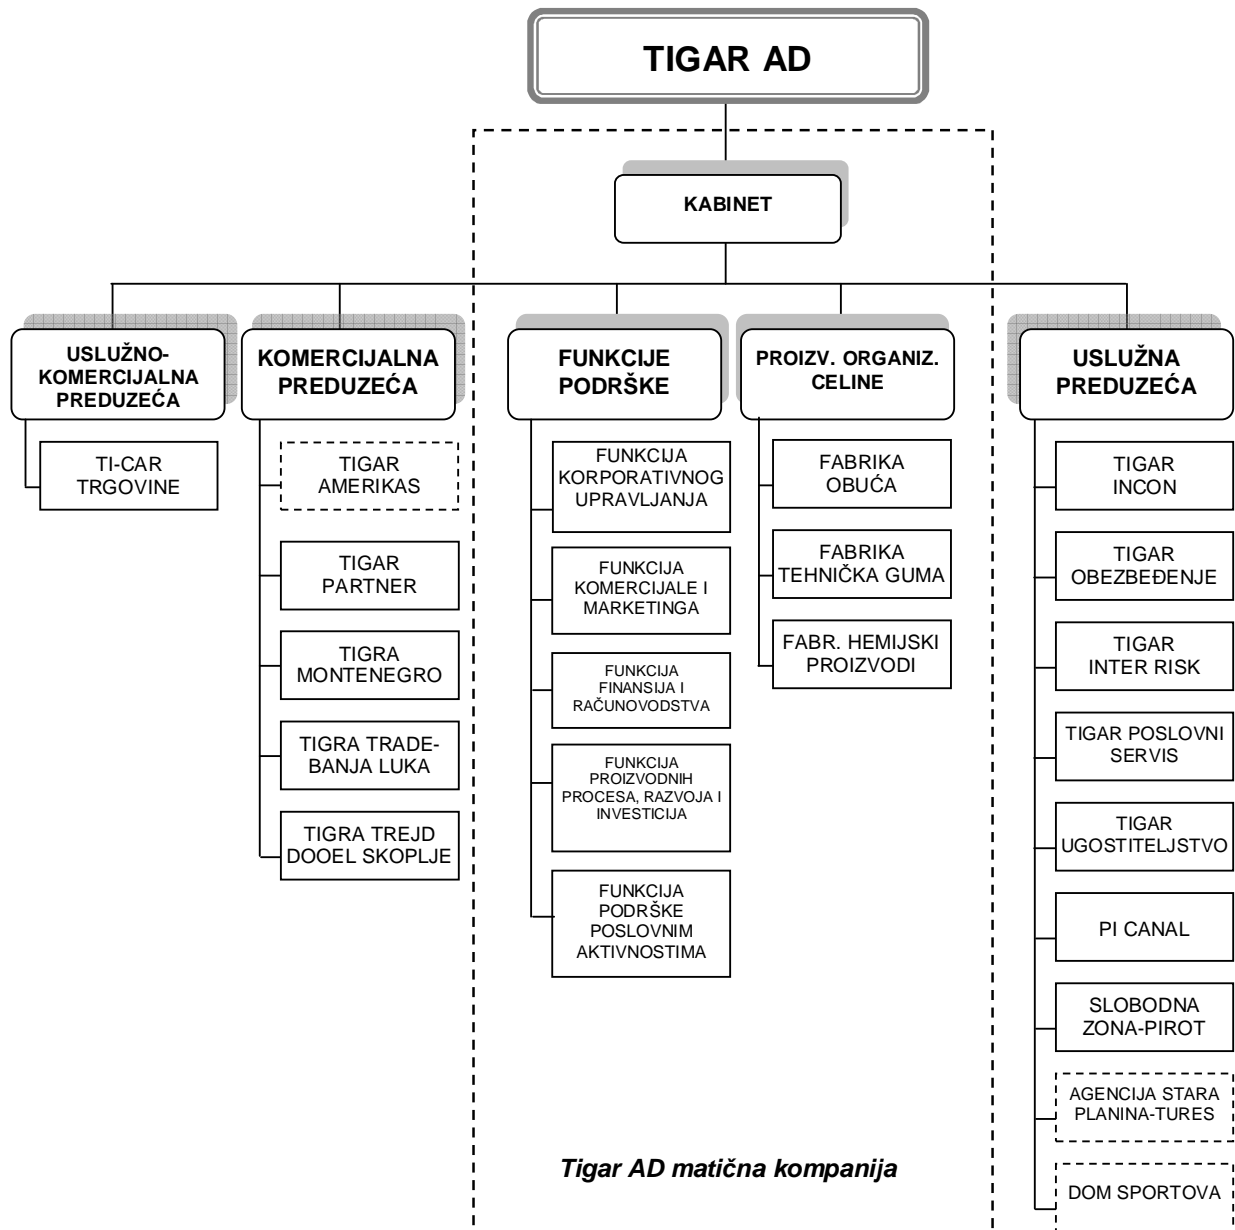 TIGAR AD
KABINET
USLUŽNO-
KOMERCIJALNA
PREDUZEĆA
TI-CAR
TRGOVINE
KOMERCIJALNA
PREDUZEĆA
TIGAR
AMERIKAS
TIGAR
PARTNER
TIGRA
MONTENEGRO
TIGRA TRADE-
BANJA LUKA
TIGRA TREJD
DOOEL SKOPLJE
FUNKCIJE
PODRŠKE
FUNKCIJA
KORPORATIVNOG
UPRAVLJANJA
FUNKCIJA
KOMERCIJALE I
MARKETINGA
FUNKCIJA
FINANSIJA I
RAČUNOVODSTVA
FUNKCIJA
PROIZVODNIH
PROCESA, RAZVOJA I
INVESTICIJA
FUNKCIJA
PODRŠKE
POSLOVNIM
AKTIVNOSTIMA
PROIZV. ORGANIZ.
CELINE
FABRIKA
OBUĆA
FABRIKA
TEHNIČKA GUMA
FABR. HEMIJSKI
PROIZVODI
USLUŽNA
PREDUZEĆA
TIGAR
INCON
TIGAR
OBEZBEĐENJE
TIGAR
INTER RISK
TIGAR POSLOVNI
SERVIS
TIGAR
UGOSTITELJSTVO
PI CANAL
SLOBODNA
ZONA-PIROT
AGENCIJA STARA
PLANINA-TURES
DOM SPORTOVA
Tigar AD matična kompanija